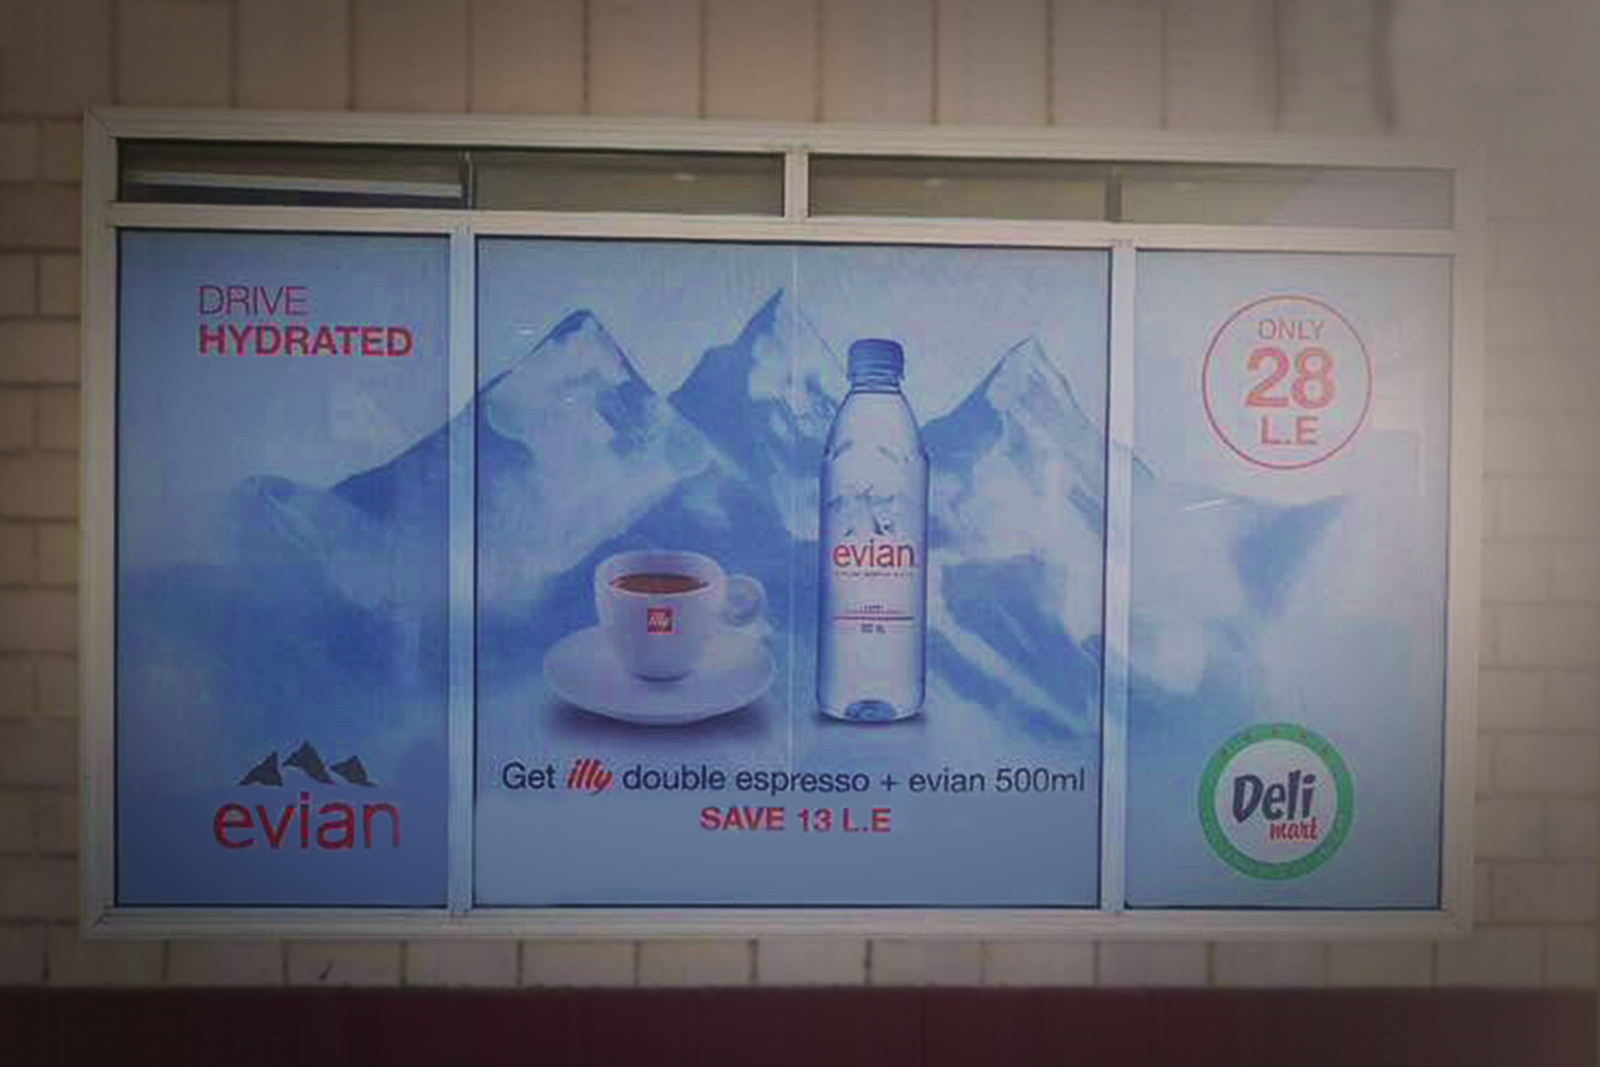 DRIVE
HYDRATED
ONLY
28
L.E
evian
illy
Get illy double espresso + evian 500ml
SAVE 13 L.E
evian
Deli
mart